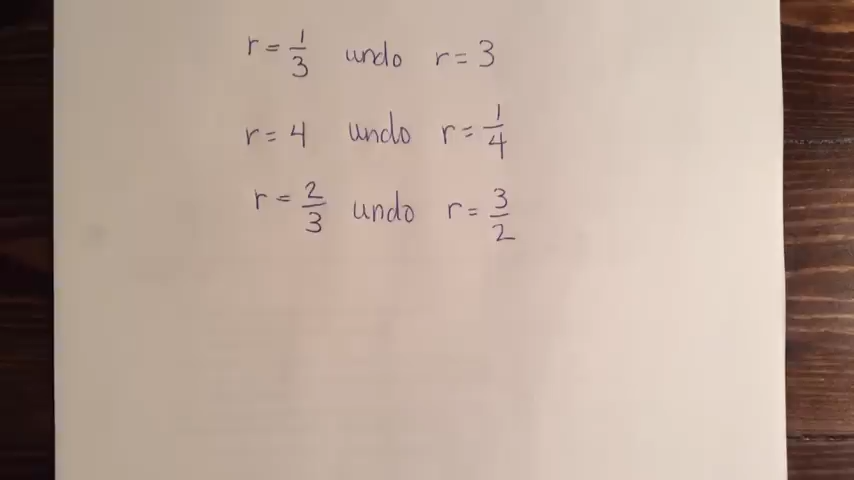 r = 1/3 undo r = 3
r = 4 undo r = 1/4
r = 2/3 undo r = 3/2